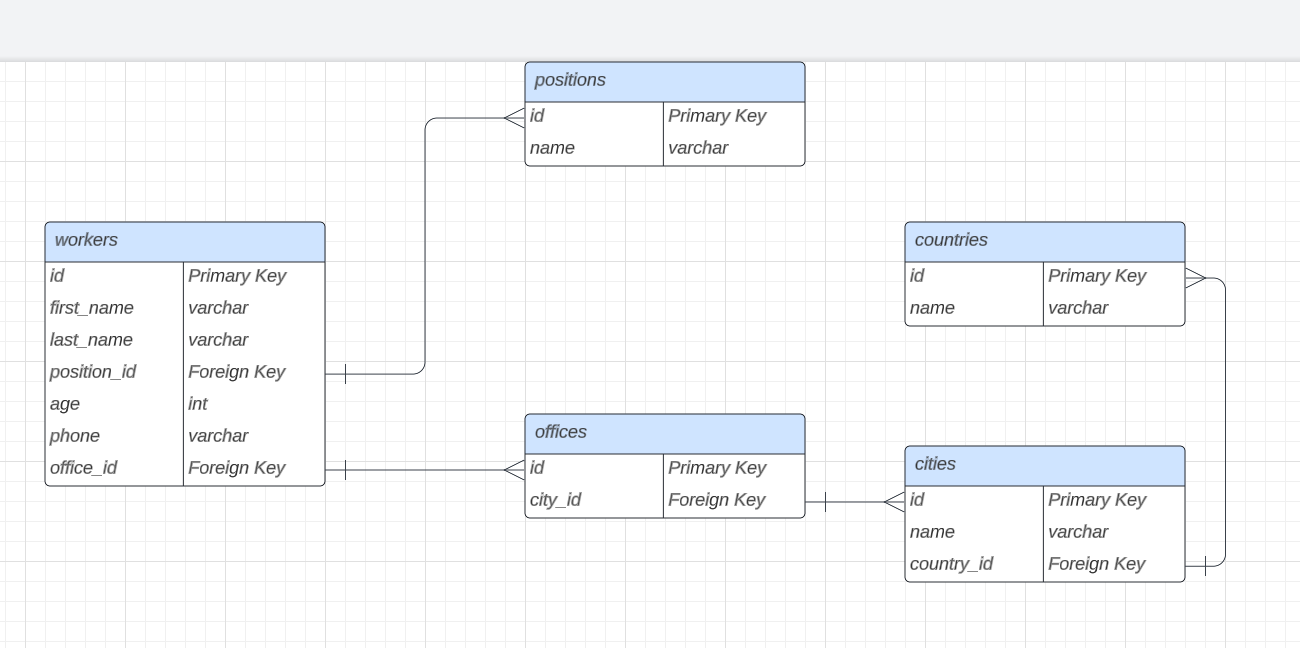 positions
id Primary Key
name varchar
workers
id Primary Key
first_name varchar
last_name varchar
position_id Foreign Key
age int
phone varchar
office_id Foreign Key
countries
id Primary Key
name varchar
offices
id Primary Key
city_id Foreign Key
cities
id Primary Key
name varchar
country_id Foreign Key